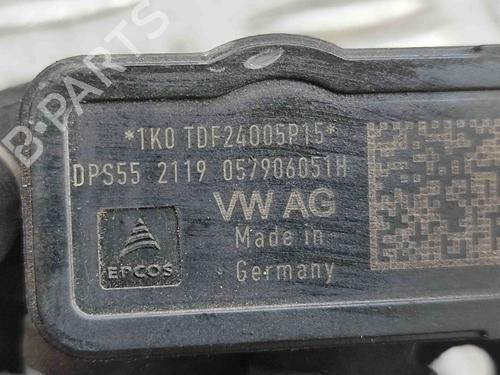 *1K0 TDF24005P15*
DPS55 2119 057906051H
VW AG
Made in
Germany
EPCOS
B-PARTS